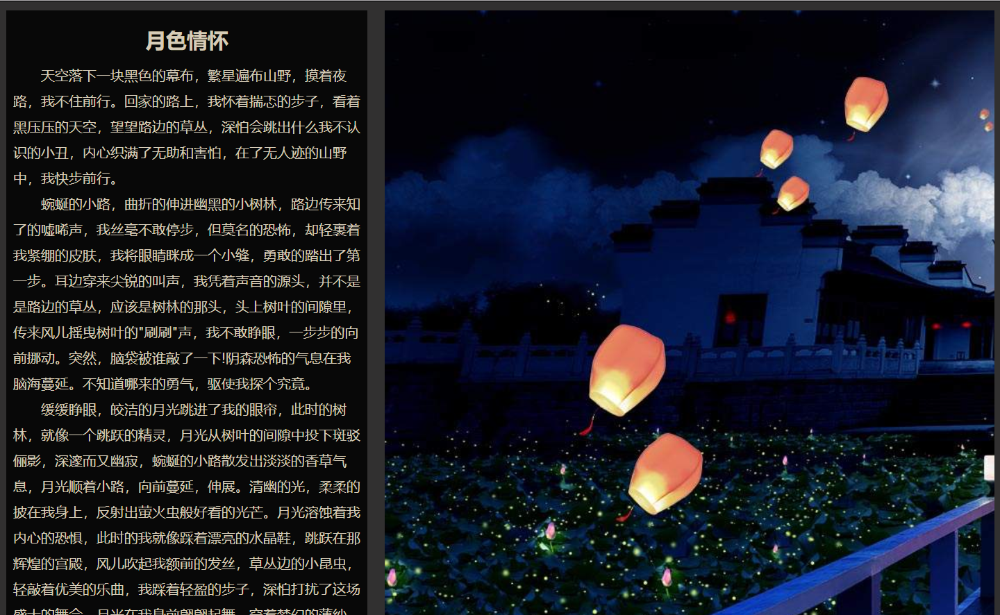 月色情怀
天空落下一块黑色的幕布，繁星遍布山野，摸着夜
路，我不住前行。回家的路上，我怀着揣忐的步子，看着
黑压压的天空，望望路边的草丛，深怕会跳出什么我不认
识的小丑，内心织满了无助和害怕，在了无人迹的山野
中，我快步前行。
蜿蜒的小路，曲折的伸进幽黑的小树林，路边传来知
了的嘘唏声，我丝毫不敢停步，但莫名的恐怖，却轻裹着
我紧绷的皮肤，我将眼睛眯成一个小缝，勇敢的踏出了第
一步。耳边穿来尖锐的叫声，我凭着声音的源头，并不是
是路边的草丛，应该是树林的那头，头上树叶的间隙里，
传来风儿摇曳树叶的"刷刷"声，我不敢睁眼，一步步的向
前挪动。突然，脑袋被谁敲了一下!阴森恐怖的气息在我
脑海蔓延。不知道哪来的勇气，驱使我探个究竟。
缓缓睁眼，皎洁的月光跳进了我的眼帘，此时的树
林，就像一个跳跃的精灵，月光从树叶的间隙中投下斑驳
俪影，深邃而又幽寂，蜿蜒的小路散发出淡淡的香草气
息，月光顺着小路，向前蔓延，伸展。清幽的光，柔柔的
披在我身上，反射出萤火虫般好看的光芒。月光溶蚀着我
内心的恐惧，此时的我就像踩着漂亮的水晶鞋，跳跃在那
辉煌的宫殿，风儿吹起我额前的发丝，草丛边的小昆虫，
轻敲着优美的乐曲，我踩着轻盈的步子，深怕打扰了这场
盛大的舞会，月光在我身前翩翩起舞，穿着梦幻的薄纱，